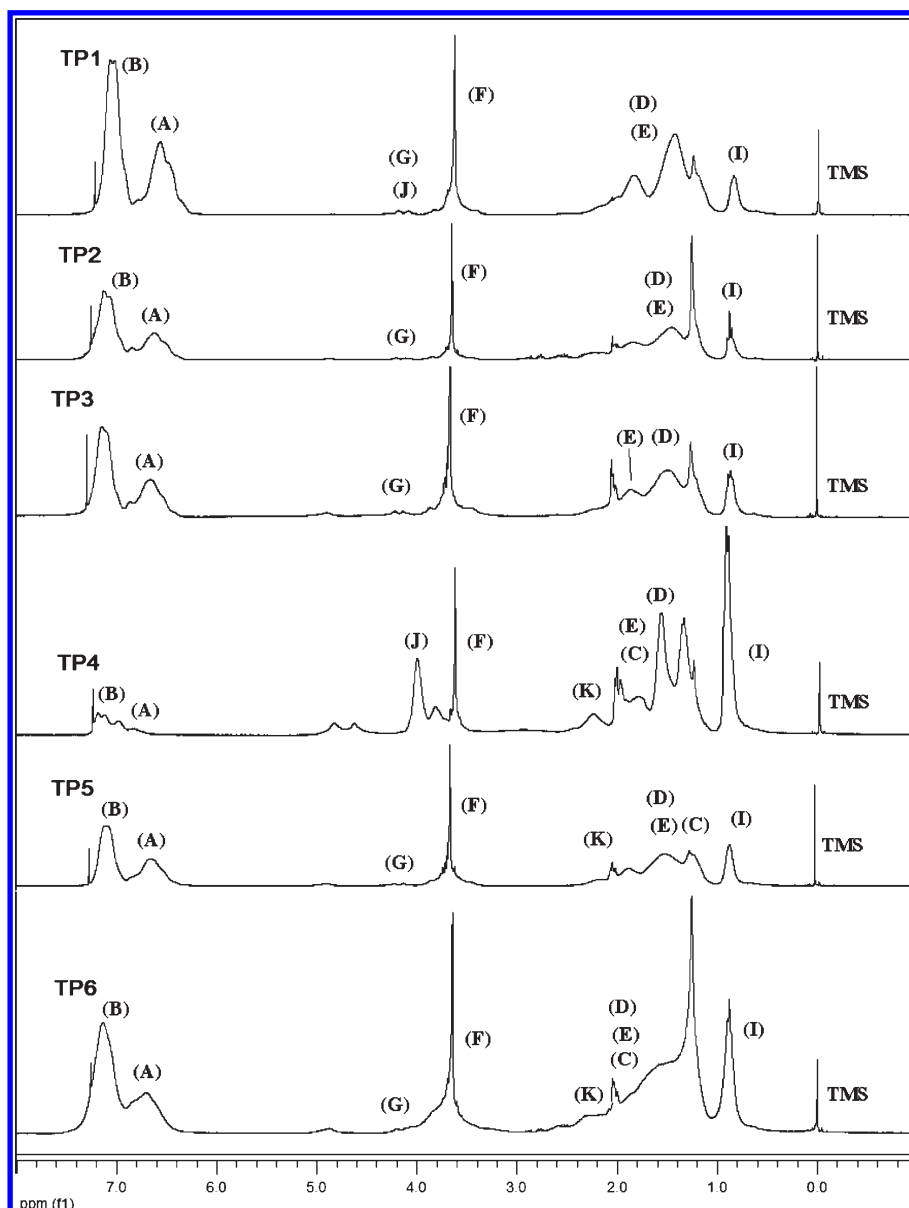 TP1
(B)
(A)
(G)
(J)
(F)
(D)
(E)
(I)
TMS
TP2
(B)
(A)
(G)
(F)
(D)
(E)
(I)
TMS
TP3
(A)
(G)
(F)
(E) (D)
(I)
TMS
TP4
(B)
(A)
(J)
(F)
(K)
(E)
(C)
(D)
(I)
TMS
TP5
(B)
(A)
(G)
(F)
(K)
(D)
(E) (C)
(I)
TMS
TP6
(B)
(A)
(G)
(F)
(K)
(D)
(E)
(C)
(I)
TMS
7.0 6.0 5.0 4.0 3.0 2.0 1.0 0.0
ppm (f1)